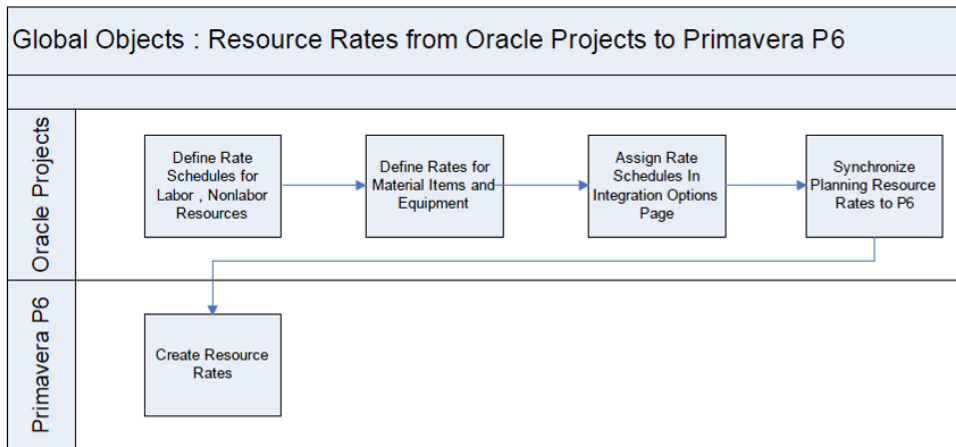 Global Objects : Resource Rates from Oracle Projects to Primavera P6
Oracle Projects
Define Rate
Schedules for
Labor , Nonlabor
Resources
Define Rates for
Material Items and
Equipment
Assign Rate
Schedules In
Integration Options
Page
Synchronize
Planning Resource
Rates to P6
Primavera P6
Create Resource
Rates